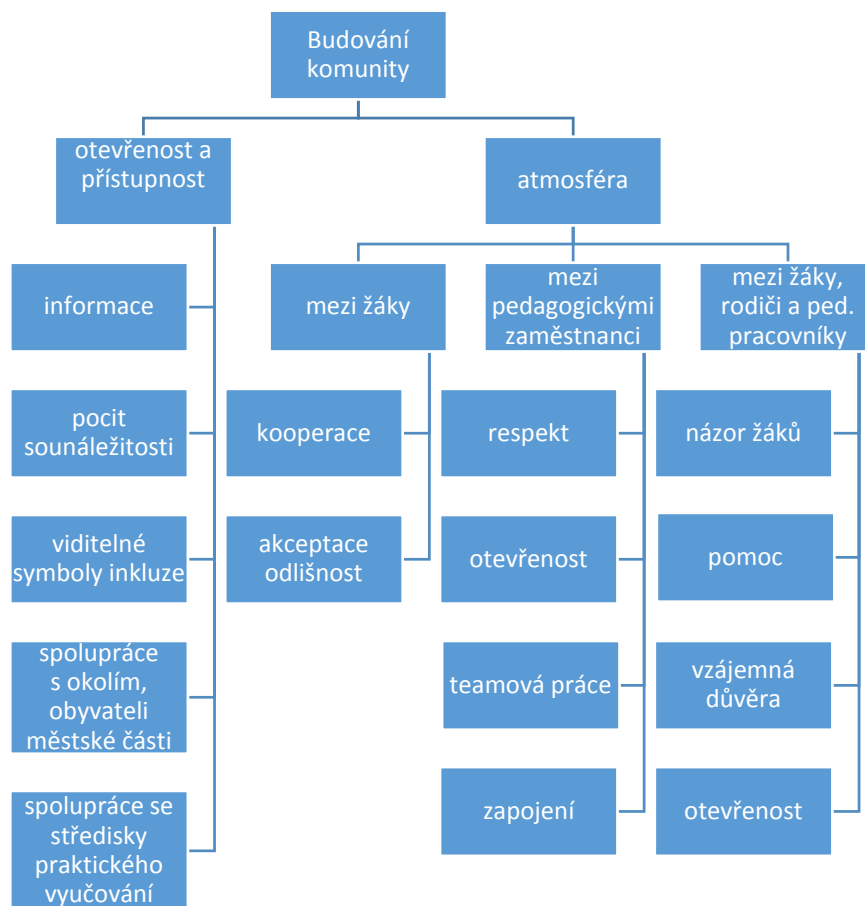 Budování
komunity
otevřenost a
přístupnost
atmosféra
informace
mezi žáky
mezi
pedagogickými
zaměstnanci
mezi žáky,
rodiči a ped.
pracovníky
pocit
sounáležitosti
kooperace
respekt
názor žáků
viditelné
symboly inkluze
akceptace
odlišnost
otevřenost
pomoc
spolupráce
s okolím,
obyvateli
městské části
teamová práce
vzájemná
důvěra
spolupráce se
středisky
praktického
vyučování
zapojení
otevřenost